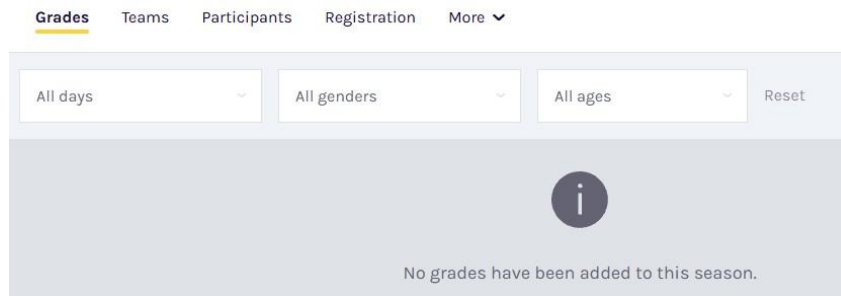 Grades Teams Participants Registration More
All days All genders All ages Reset
i
No grades have been added to this season.